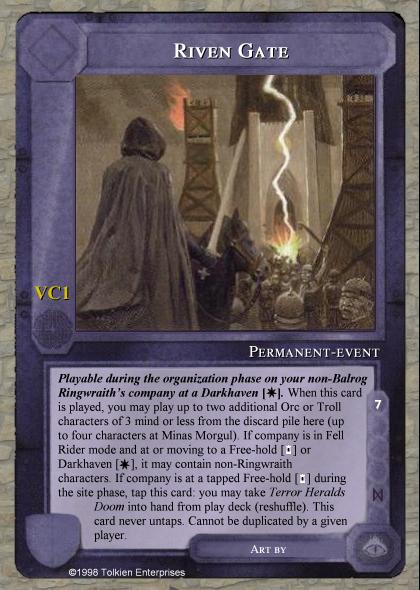 RIVEN GATE
VC1
PERMANENT-EVENT
Playable during the organization phase on your non-Balrog
Ringwraith's company at a Darkhaven [✷]. When this card
is played, you may play up to two additional Orc or Troll
characters of 3 mind or less from the discard pile here (up
to four characters at Minas Morgul). If company is in Fell
Rider mode and at or moving to a Free-hold [▪] or
Darkhaven [✷], it may contain non-Ringwraith
characters. If company is at a tapped Free-hold [▪] during
the site phase, tap this card: you may take Terror Heralds
Doom into hand from play deck (reshuffle). This
card never untaps. Cannot be duplicated by a given
player.
7
ART BY
©1998 Tolkien Enterprises